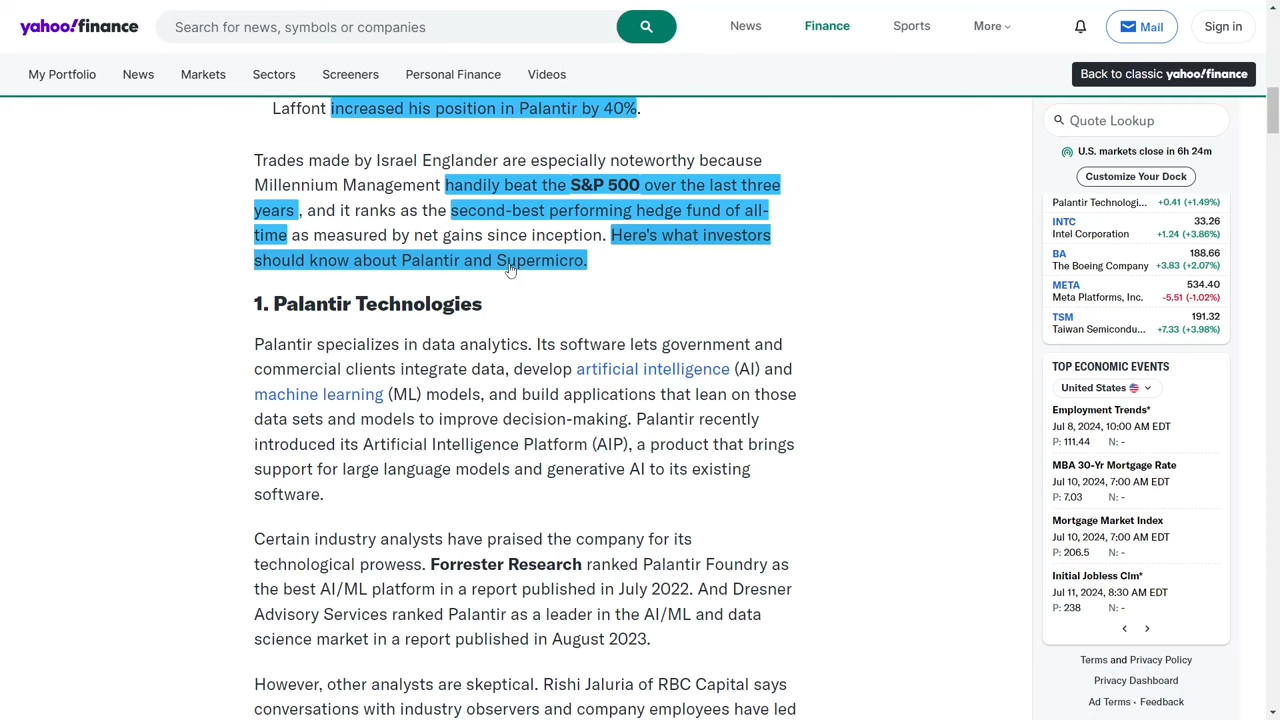 yahoo!finance
Search for news, symbols or companies
News
Finance
Sports
More
Mail
Sign in
My Portfolio
News
Markets
Sectors
Screeners
Personal Finance
Videos
Back to classic yahoo!finance
Laffont increased his position in Palantir by 40%.
Trades made by Israel Englander are especially noteworthy because
Millennium Management handily beat the S&P 500 over the last three
years , and it ranks as the second-best performing hedge fund of all-
time as measured by net gains since inception. Here's what investors
should know about Palantir and Supermicro.
1. Palantir Technologies
Palantir specializes in data analytics. Its software lets government and
commercial clients integrate data, develop artificial intelligence (AI) and
machine learning (ML) models, and build applications that lean on those
data sets and models to improve decision-making. Palantir recently
introduced its Artificial Intelligence Platform (AIP), a product that brings
support for large language models and generative AI to its existing
software.
Certain industry analysts have praised the company for its
technological prowess. Forrester Research ranked Palantir Foundry as
the best AI/ML platform in a report published in July 2022. And Dresner
Advisory Services ranked Palantir as a leader in the AI/ML and data
science market in a report published in August 2023.
However, other analysts are skeptical. Rishi Jaluria of RBC Capital says
conversations with industry observers and company employees have led
Quote Lookup
U.S. markets close in 6h 24m
Customize Your Dock
Palantir Technologi... +0.41 (+1.49%)
INTC 33.26
Intel Corporation +1.24 (+3.86%)
BA 188.66
The Boeing Company +3.83 (+2.07%)
META 534.40
Meta Platforms, Inc. -5.51 (-1.02%)
TSM 191.32
Taiwan Semicondu... +7.33 (+3.98%)
TOP ECONOMIC EVENTS
United States
Employment Trends*
Jul 8, 2024, 10:00 AM EDT
P: 111.44 N: -
MBA 30-Yr Mortgage Rate
Jul 10, 2024, 7:00 AM EDT
P: 7.03 N: -
Mortgage Market Index
Jul 10, 2024, 7:00 AM EDT
P: 206.5 N: -
Initial Jobless Clm*
Jul 11, 2024, 8:30 AM EDT
P: 238 N: -
Terms and Privacy Policy
Privacy Dashboard
Ad Terms • Feedback